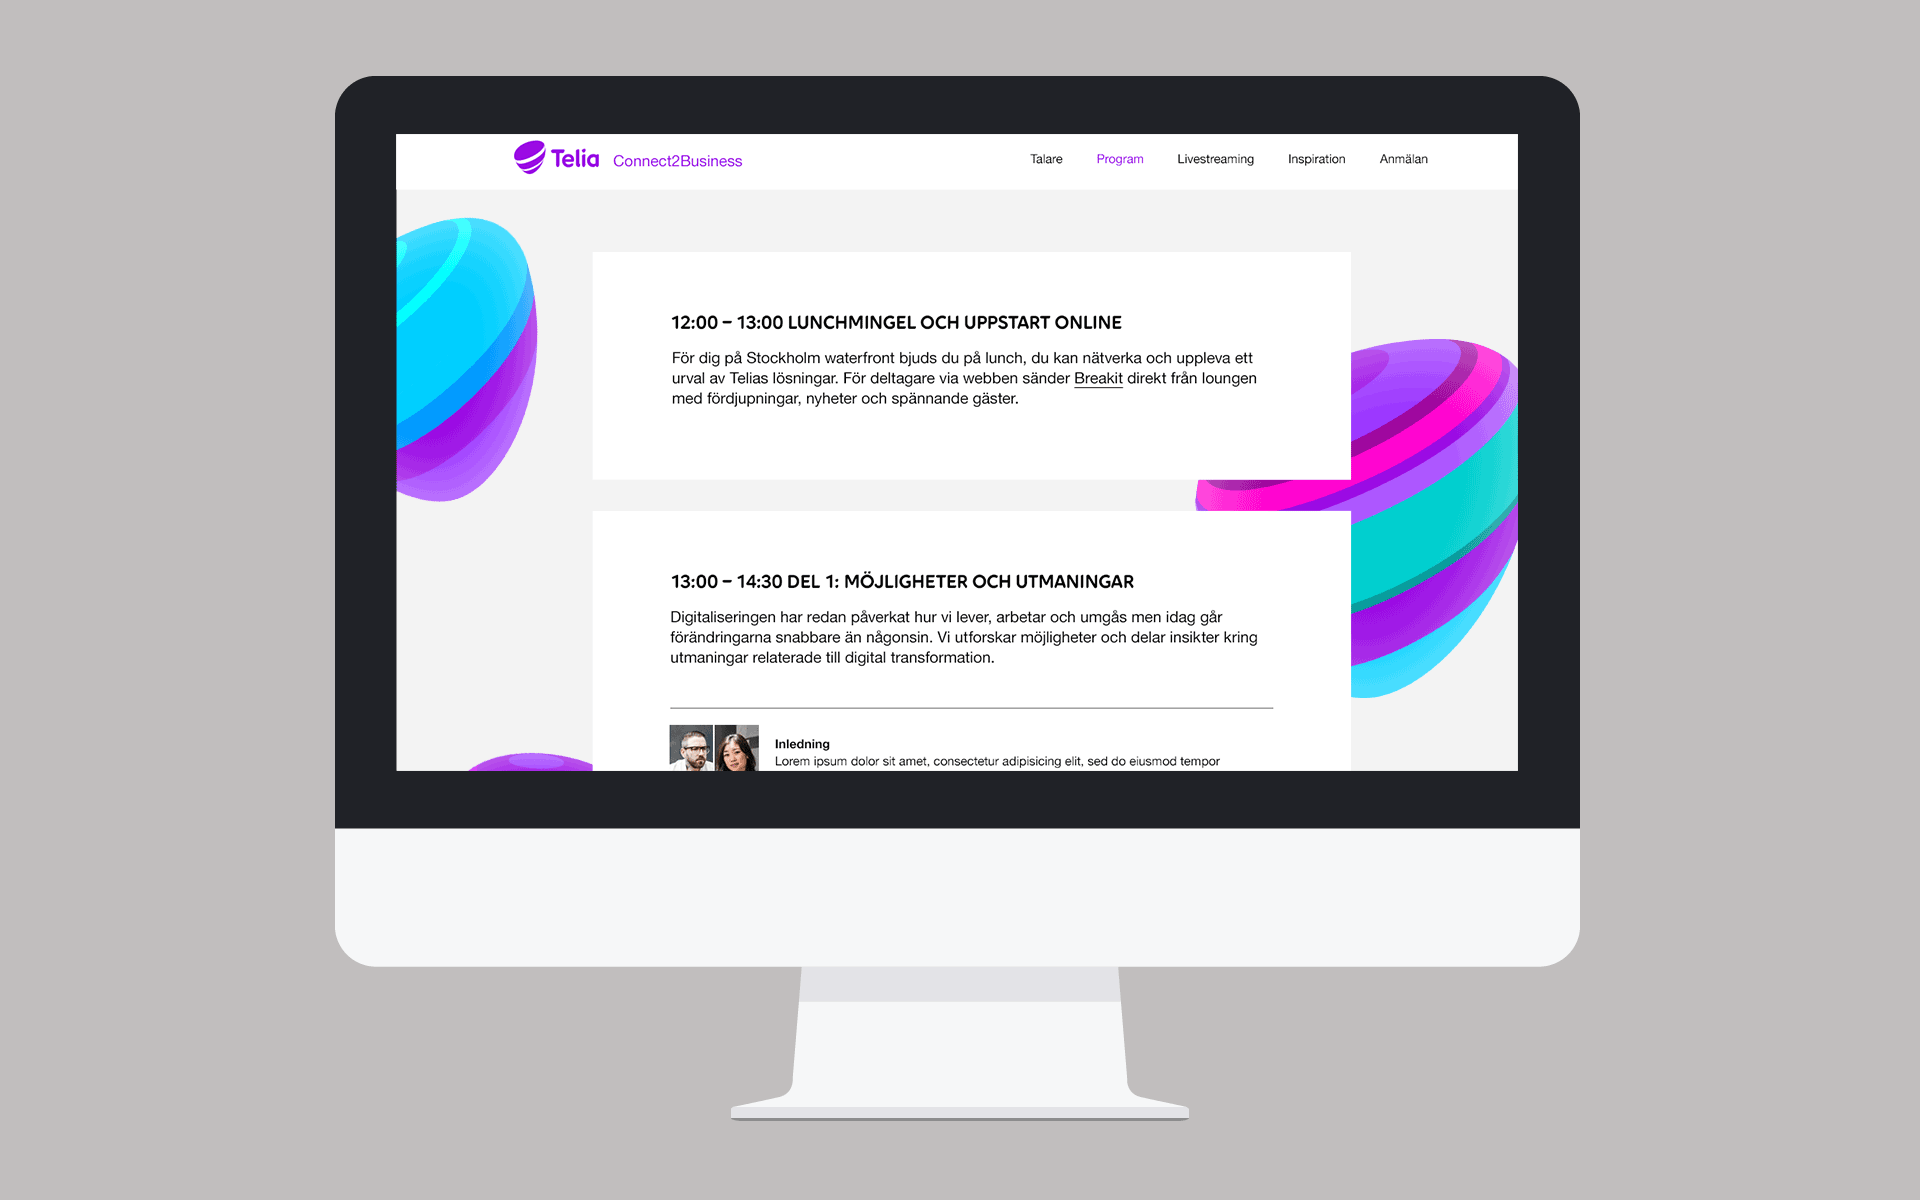 Telia Connect2Business
Talare Program Livestreaming Inspiration Anmälan
12:00 – 13:00 LUNCHMINGEL OCH UPPSTART ONLINE
För dig på Stockholm waterfront bjuds du på lunch, du kan nätverka och uppleva ett
urval av Telias lösningar. För deltagare via webben sänder Breakit direkt från loungen
med fördjupningar, nyheter och spännande gäster.
13:00 – 14:30 DEL 1: MÖJLIGHETER OCH UTMANINGAR
Digitaliseringen har redan påverkat hur vi lever, arbetar och umgås men idag går
förändringarna snabbare än någonsin. Vi utforskar möjligheter och delar insikter kring
utmaningar relaterade till digital transformation.
Inledning
Lorem ipsum dolor sit amet, consectetur adipisicing elit, sed do eiusmod tempor